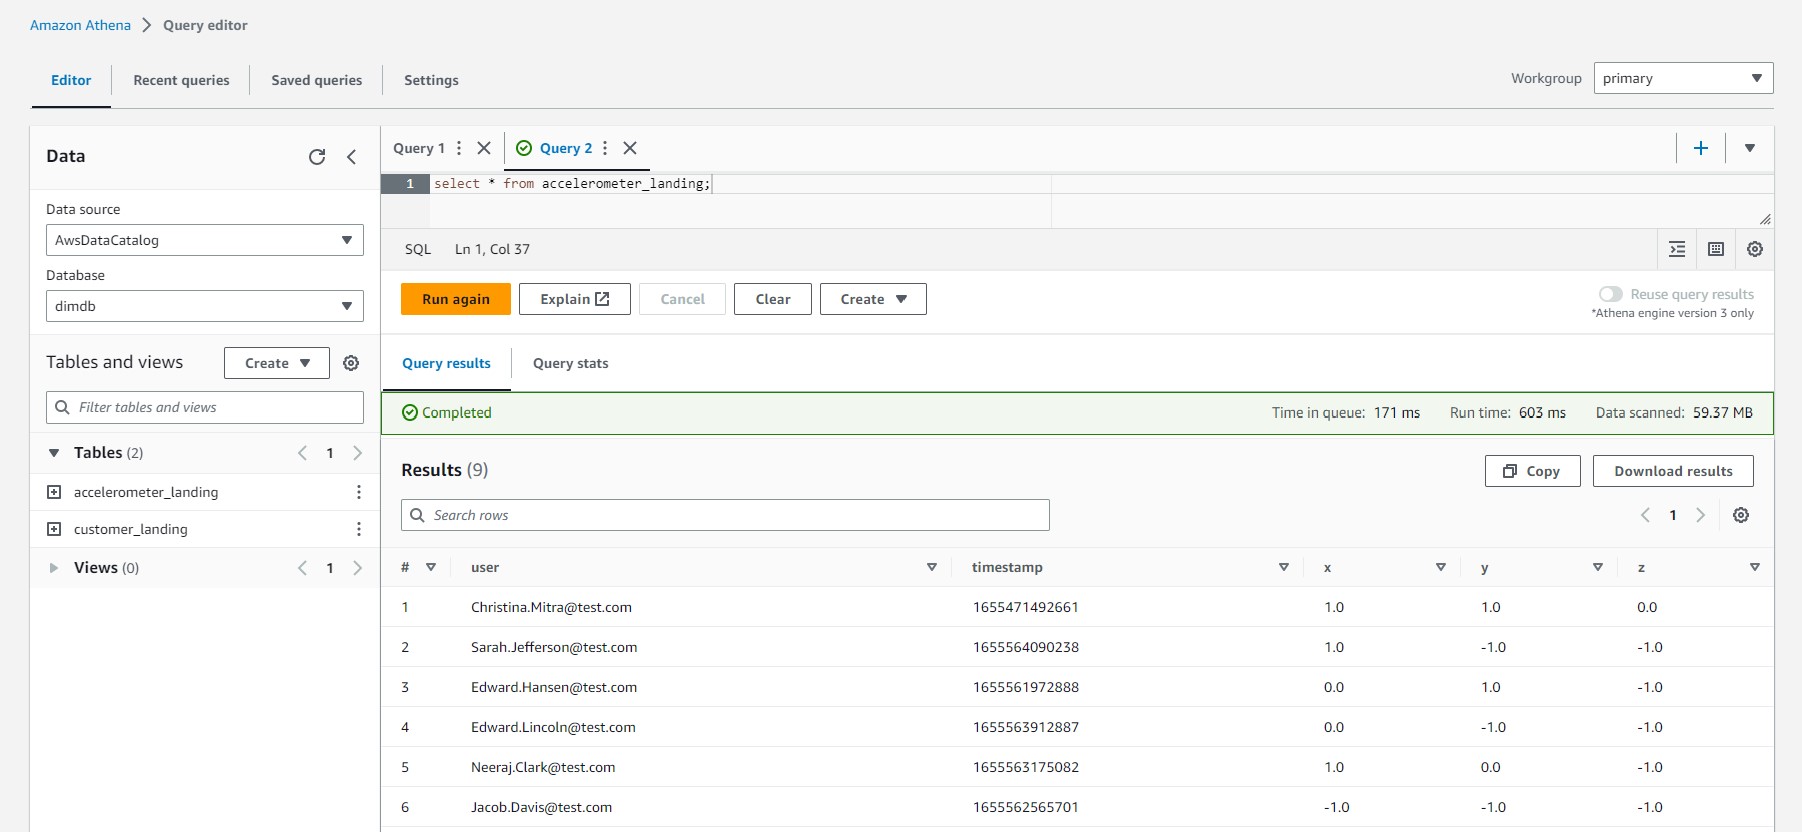 Amazon Athena > Query editor
Editor Recent queries Saved queries Settings
Workgroup primary
Data
Data source
AwsDataCatalog
Database
dimdb
Tables and views Create
Filter tables and views
Tables (2) < 1 >
accelerometer_landing
customer_landing
Views (0) < 1 >
Query 1 Query 2
1 select * from accelerometer_landing;
SQL Ln 1, Col 37
Run again Explain Cancel Clear Create
Reuse query results
*Athena engine version 3 only
Query results Query stats
Completed Time in queue: 171 ms Run time: 603 ms Data scanned: 59.37 MB
Results (9) Copy Download results
Search rows < 1 >
# user timestamp x y z
1 Christina.Mitra@test.com 1655471492661 1.0 1.0 0.0
2 Sarah.Jefferson@test.com 1655564090238 1.0 -1.0 -1.0
3 Edward.Hansen@test.com 1655561972888 0.0 1.0 -1.0
4 Edward.Lincoln@test.com 1655563912887 0.0 -1.0 -1.0
5 Neeraj.Clark@test.com 1655563175082 1.0 0.0 -1.0
6 Jacob.Davis@test.com 1655562565701 -1.0 -1.0 -1.0